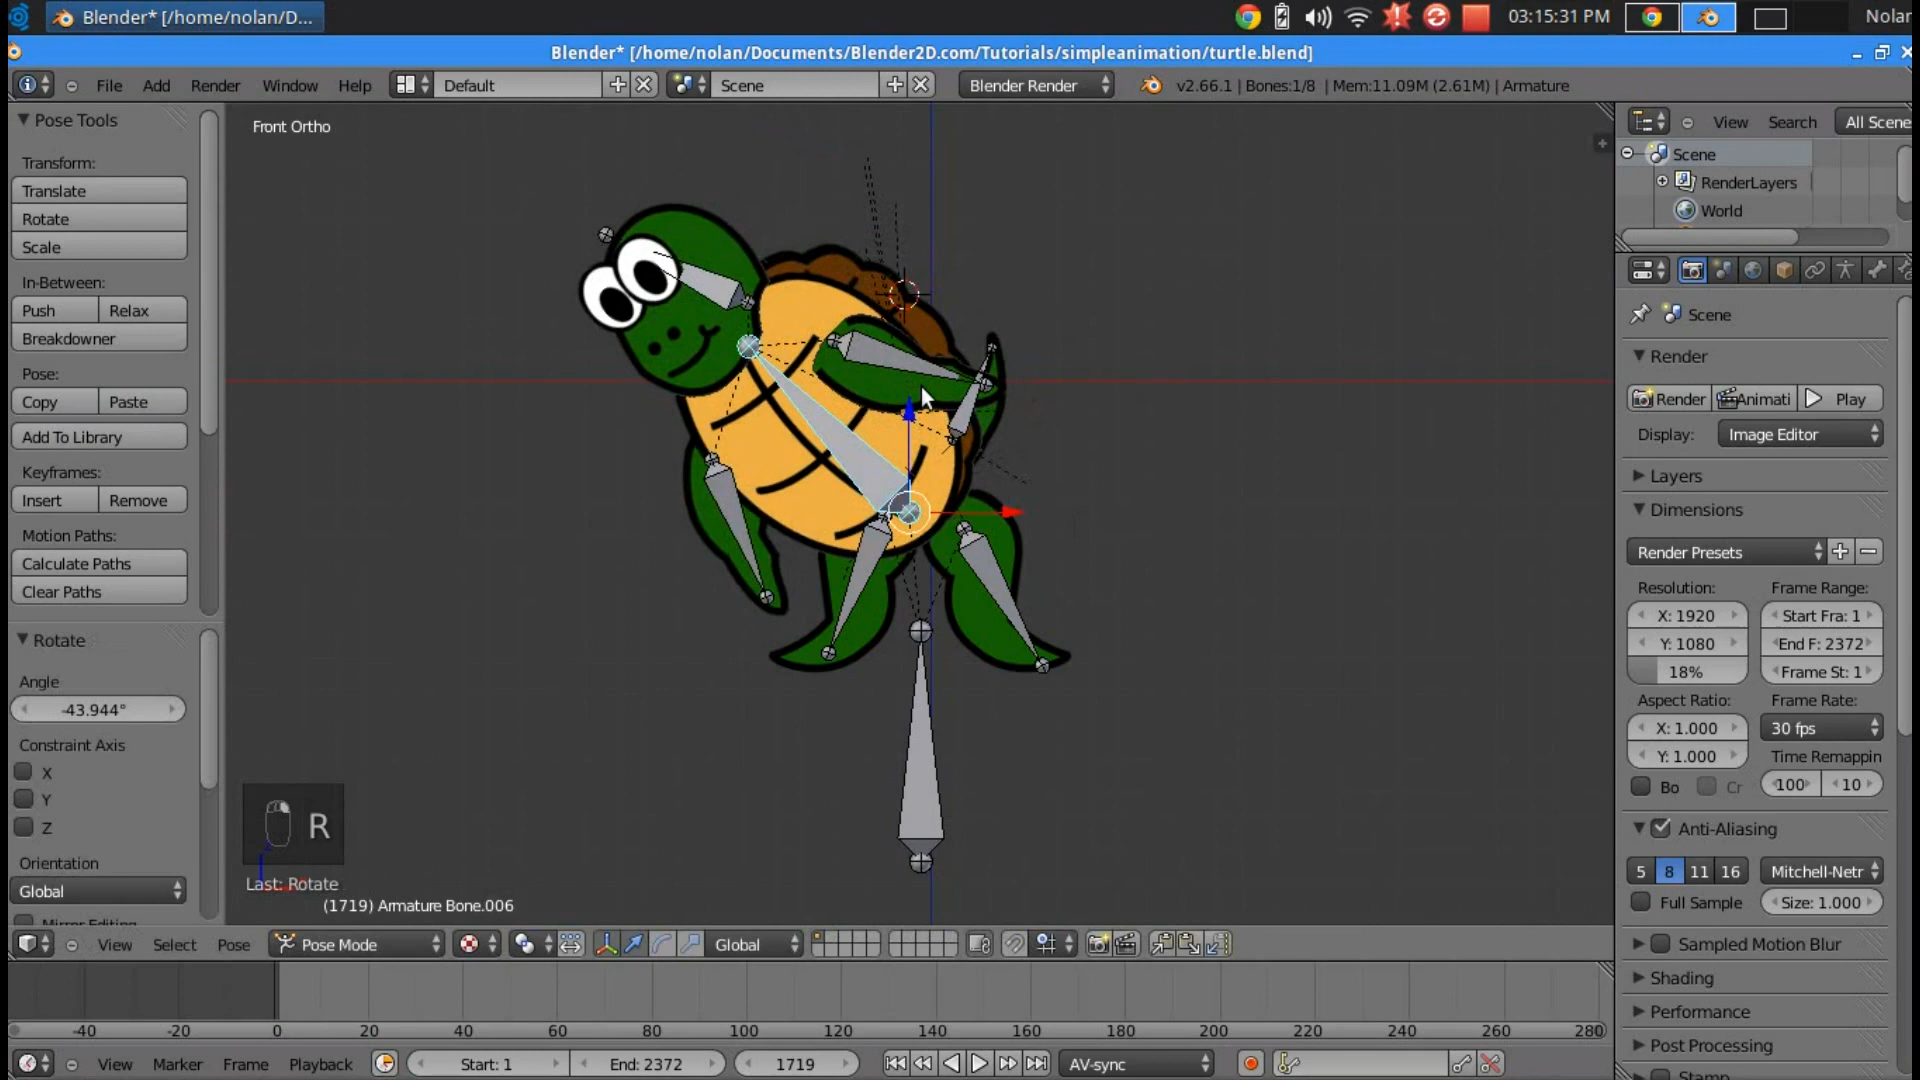 Blender* [/home/nolan/D...
03:15:31 PM
Nolan
Blender* [/home/nolan/Documents/Blender2D.com/Tutorials/simpleanimation/turtle.blend]
File Add Render Window Help Default Scene Blender Render v2.66.1 | Bones:1/8 | Mem:11.09M (2.61M) | Armature
Pose Tools
Transform:
Translate
Rotate
Scale
In-Between:
Push Relax
Breakdowner
Pose:
Copy Paste
Add To Library
Keyframes:
Insert Remove
Motion Paths:
Calculate Paths
Clear Paths
Rotate
Angle
-43.944°
Constraint Axis
X
Y
Z
Orientation
Global
Front Ortho
R
Last: Rotate
(1719) Armature Bone.006
View Search All Scene
Scene
RenderLayers
World
Scene
Render
Render Animati Play
Display: Image Editor
Layers
Dimensions
Render Presets
Resolution: Frame Range:
X: 1920 Start Fra: 1
Y: 1080 End F: 2372
18% Frame St: 1
Aspect Ratio: Frame Rate:
X: 1.000 30 fps
Y: 1.000 Time Remappin
Bo Cr 100 10
Anti-Aliasing
5 8 11 16 Mitchell-Netr
Full Sample Size: 1.000
Sampled Motion Blur
Shading
Performance
Post Processing
View Select Pose Pose Mode Global
-40 -20 0 20 40 60 80 100 120 140 160 180 200 220 240 260 280
View Marker Frame Playback Start: 1 End: 2372 1719 AV-sync